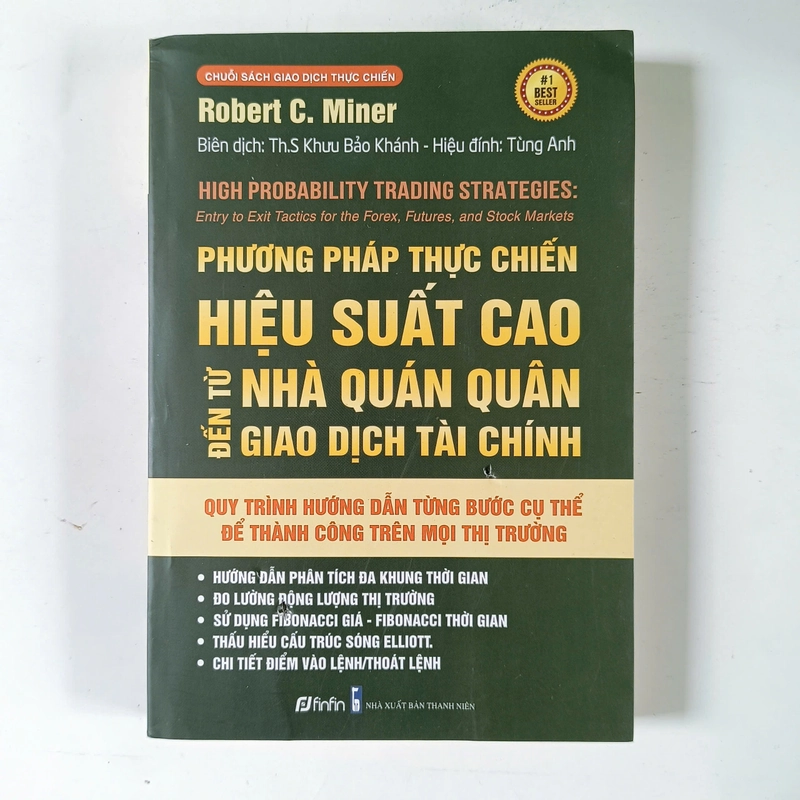 CHUỖI SÁCH GIAO DỊCH THỰC CHIẾN
#1
BEST
SELLER
Robert C. Miner
Biên dịch: Th.S Khưu Bảo Khánh - Hiệu đính: Tùng Anh
HIGH PROBABILITY TRADING STRATEGIES:
Entry to Exit Tactics for the Forex, Futures, and Stock Markets
PHƯƠNG PHÁP THỰC CHIẾN
HIỆU SUẤT CAO
ĐẾN TỪ
NHÀ QUÁN QUÂN
GIAO DỊCH TÀI CHÍNH
QUY TRÌNH HƯỚNG DẪN TỪNG BƯỚC CỤ THỂ
ĐỂ THÀNH CÔNG TRÊN MỌI THỊ TRƯỜNG
• HƯỚNG DẪN PHÂN TÍCH ĐA KHUNG THỜI GIAN
• ĐO LƯỜNG ĐỘNG LƯỢNG THỊ TRƯỜNG
• SỬ DỤNG FIBONACCI GIÁ - FIBONACCI THỜI GIAN
• THẤU HIỂU CẤU TRÚC SÓNG ELLIOTT.
• CHI TIẾT ĐIỂM VÀO LỆNH/THOÁT LỆNH
finfin
NHÀ XUẤT BẢN THANH NIÊN